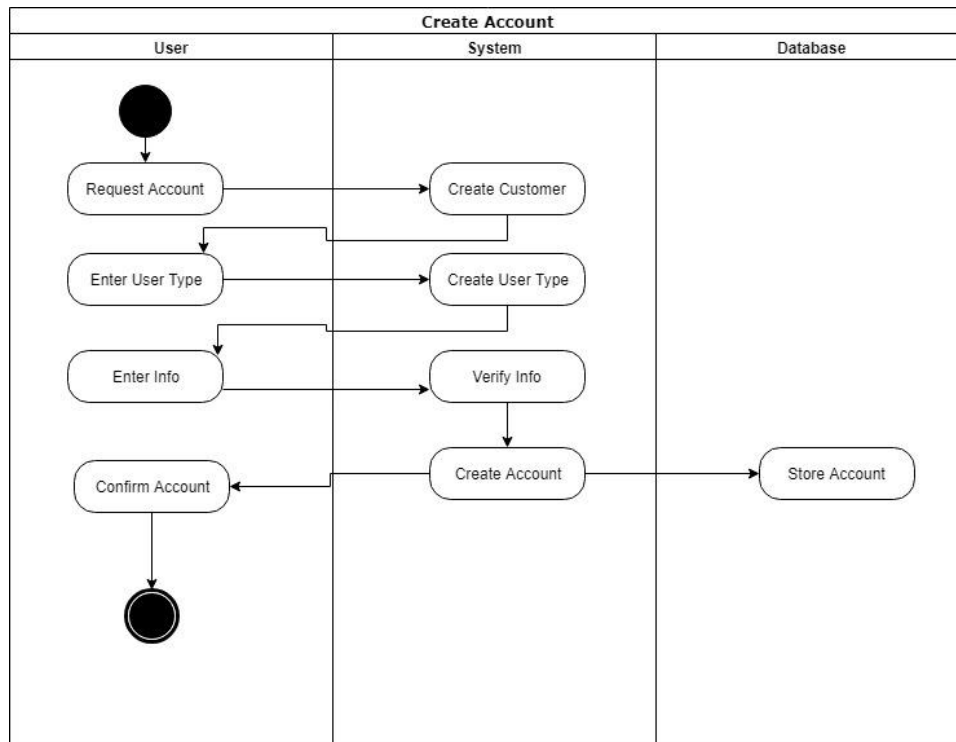 Create Account
User
System
Database
Request Account
Create Customer
Enter User Type
Create User Type
Enter Info
Verify Info
Confirm Account
Create Account
Store Account